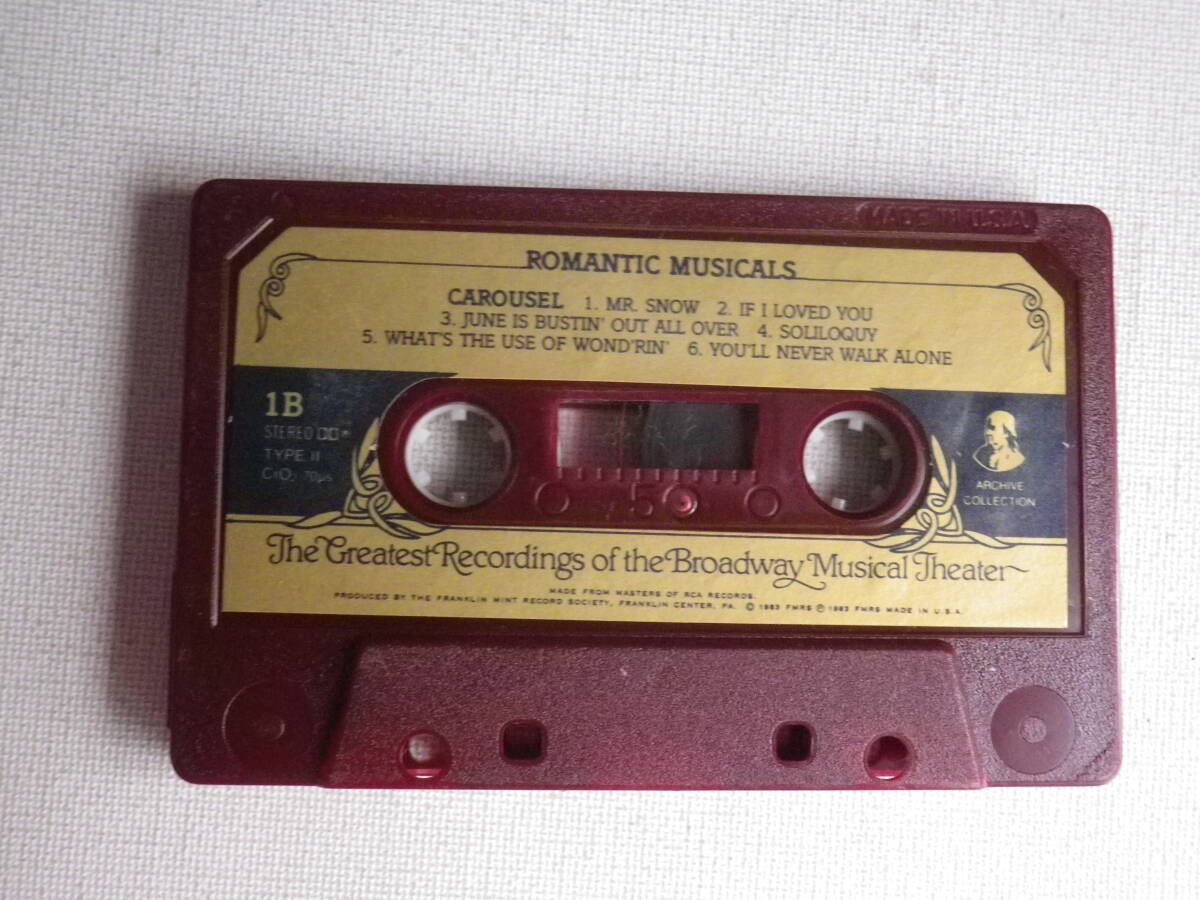 MADE IN U.S.A.
ROMANTIC MUSICALS
CAROUSEL 1. MR. SNOW 2. IF I LOVED YOU
3. JUNE IS BUSTIN' OUT ALL OVER 4. SOLILOQUY
5. WHAT'S THE USE OF WOND'RIN' 6. YOU'LL NEVER WALK ALONE
1B
STEREO
TYPE II
CrO2 70µs
50
ARCHIVE
COLLECTION
The Greatest Recordings of the Broadway Musical Theater
MADE FROM MASTERS OF RCA RECORDS.
PRODUCED BY THE FRANKLIN MINT RECORD SOCIETY, FRANKLIN CENTER, PA. © 1983 FMRS ℗ 1983 FMRS MADE IN U.S.A.